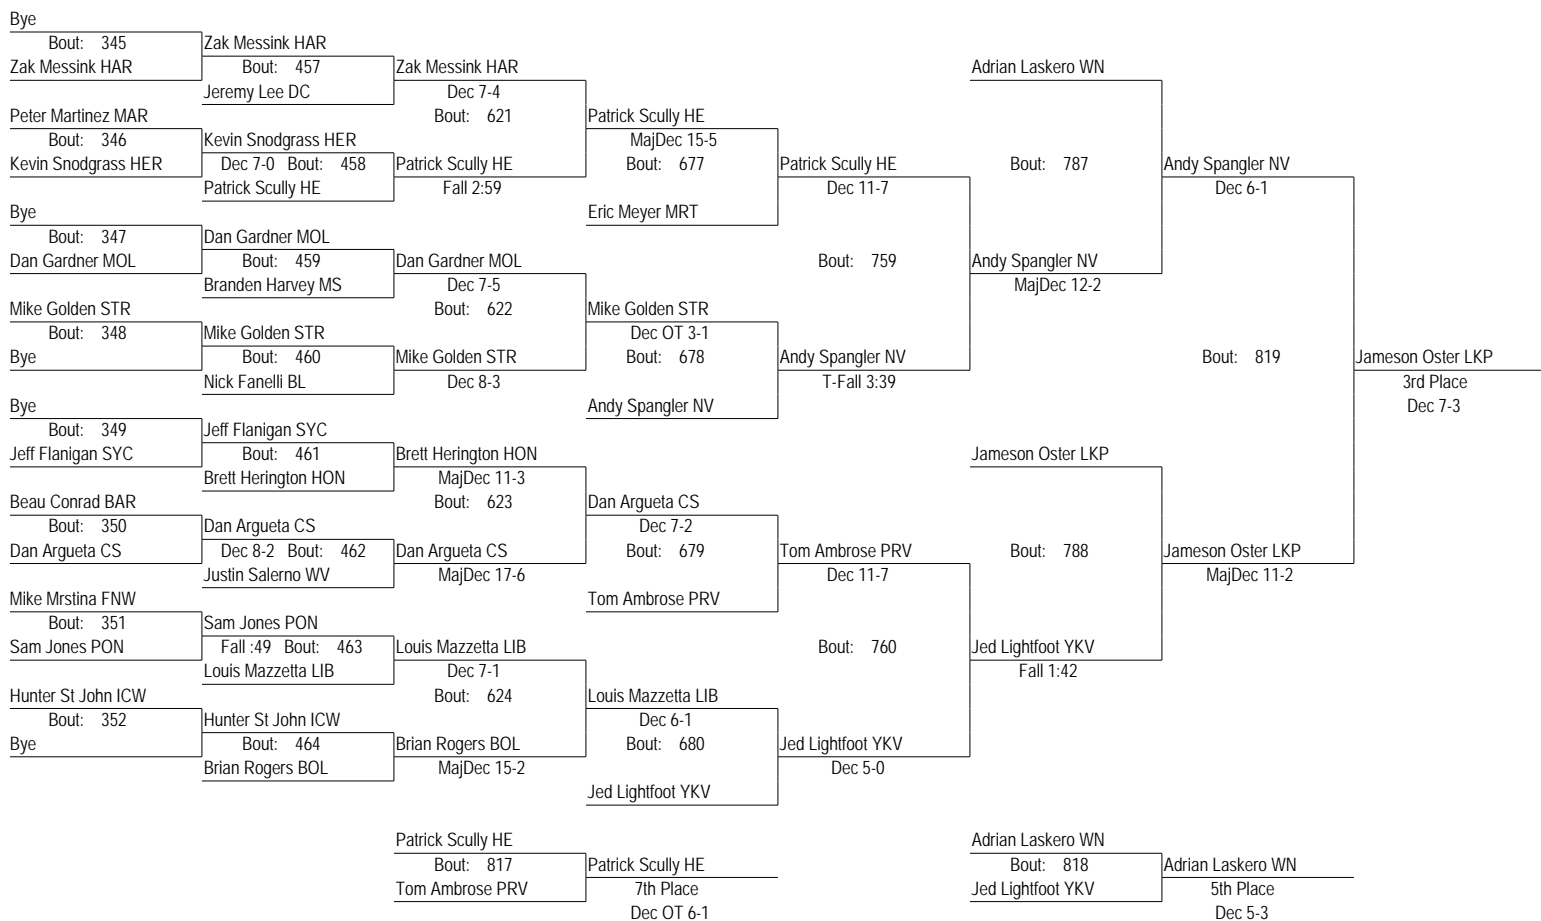 Bye
Bout: 345 Zak Messink HAR
Zak Messink HAR Bout: 457 Zak Messink HAR Adrian Laskero WN
Jeremy Lee DC Dec 7-4
Peter Martinez MAR Bout: 621 Patrick Scully HE
Bout: 346 Kevin Snodgrass HER MajDec 15-5
Kevin Snodgrass HER Dec 7-0 Bout: 458 Patrick Scully HE Bout: 677 Patrick Scully HE Bout: 787 Andy Spangler NV
Patrick Scully HE Fall 2:59 Dec 11-7 Dec 6-1
Bye Eric Meyer MRT
Bout: 347 Dan Gardner MOL
Dan Gardner MOL Bout: 459 Dan Gardner MOL Bout: 759 Andy Spangler NV
Branden Harvey MS Dec 7-5 MajDec 12-2
Mike Golden STR Bout: 622 Mike Golden STR
Bout: 348 Mike Golden STR Dec OT 3-1
Bye Bout: 460 Mike Golden STR Bout: 678 Andy Spangler NV Bout: 819 Jameson Oster LKP
Nick Fanelli BL Dec 8-3 T-Fall 3:39 3rd Place
Bye Andy Spangler NV Dec 7-3
Bout: 349 Jeff Flanigan SYC
Jeff Flanigan SYC Bout: 461 Brett Herington HON Jameson Oster LKP
Brett Herington HON MajDec 11-3
Beau Conrad BAR Bout: 623 Dan Argueta CS
Bout: 350 Dan Argueta CS Dec 7-2
Dan Argueta CS Dec 8-2 Bout: 462 Dan Argueta CS Bout: 679 Tom Ambrose PRV Bout: 788 Jameson Oster LKP
Justin Salerno WV MajDec 17-6 Dec 11-7 MajDec 11-2
Mike Mrstina FNW Tom Ambrose PRV
Bout: 351 Sam Jones PON
Sam Jones PON Fall :49 Bout: 463 Louis Mazzetta LIB Bout: 760 Jed Lightfoot YKV
Louis Mazzetta LIB Dec 7-1 Fall 1:42
Hunter St John ICW Bout: 624 Louis Mazzetta LIB
Bout: 352 Hunter St John ICW Dec 6-1
Bye Bout: 464 Brian Rogers BOL Bout: 680 Jed Lightfoot YKV
Brian Rogers BOL MajDec 15-2 Dec 5-0
Jed Lightfoot YKV
Patrick Scully HE Adrian Laskero WN
Bout: 817 Patrick Scully HE Bout: 818 Adrian Laskero WN
Tom Ambrose PRV 7th Place Jed Lightfoot YKV 5th Place
Dec OT 6-1 Dec 5-3